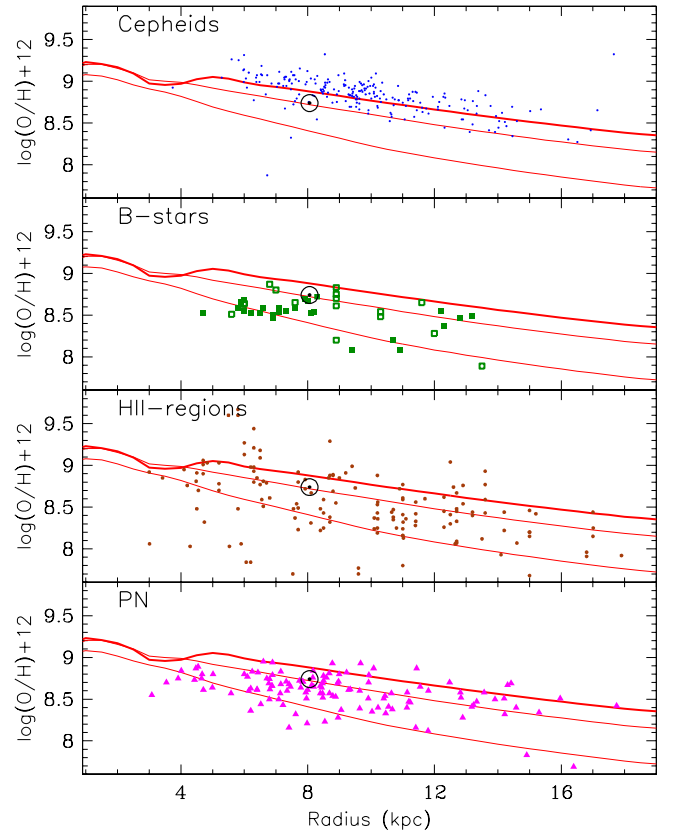 Cepheids
9.5
9
8.5
8
log(O/H)+12
B−stars
9.5
9
8.5
8
log(O/H)+12
HII−regions
9.5
9
8.5
8
log(O/H)+12
PN
9.5
9
8.5
8
log(O/H)+12
4 8 12 16
Radius (kpc)